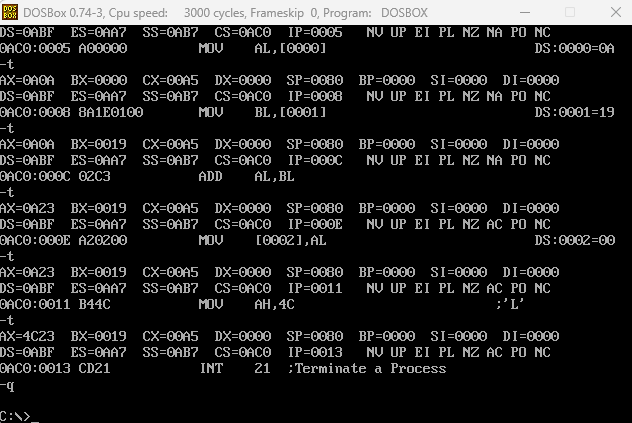 DOSBox 0.74-3, Cpu speed:    3000 cycles, Frameskip  0, Program:   DOSBOX
DS=0ABF  ES=0AA7  SS=0AB7  CS=0AC0  IP=0005   NV UP EI PL NZ NA PO NC
0AC0:0005 A00000        MOV     AL,[0000]                          DS:0000=0A
-t
AX=0A0A  BX=0000  CX=00A5  DX=0000  SP=0080  BP=0000  SI=0000  DI=0000
DS=0ABF  ES=0AA7  SS=0AB7  CS=0AC0  IP=0008   NV UP EI PL NZ NA PO NC
0AC0:0008 8A1E0100      MOV     BL,[0001]                          DS:0001=19
-t
AX=0A0A  BX=0019  CX=00A5  DX=0000  SP=0080  BP=0000  SI=0000  DI=0000
DS=0ABF  ES=0AA7  SS=0AB7  CS=0AC0  IP=000C   NV UP EI PL NZ NA PO NC
0AC0:000C 02C3          ADD     AL,BL
-t
AX=0A23  BX=0019  CX=00A5  DX=0000  SP=0080  BP=0000  SI=0000  DI=0000
DS=0ABF  ES=0AA7  SS=0AB7  CS=0AC0  IP=000E   NV UP EI PL NZ AC PO NC
0AC0:000E A20200        MOV     [0002],AL                          DS:0002=00
-t
AX=0A23  BX=0019  CX=00A5  DX=0000  SP=0080  BP=0000  SI=0000  DI=0000
DS=0ABF  ES=0AA7  SS=0AB7  CS=0AC0  IP=0011   NV UP EI PL NZ AC PO NC
0AC0:0011 B44C          MOV     AH,4C                         ;'L'
-t
AX=4C23  BX=0019  CX=00A5  DX=0000  SP=0080  BP=0000  SI=0000  DI=0000
DS=0ABF  ES=0AA7  SS=0AB7  CS=0AC0  IP=0013   NV UP EI PL NZ AC PO NC
0AC0:0013 CD21          INT     21  ;Terminate a Process
-q
C:\>_